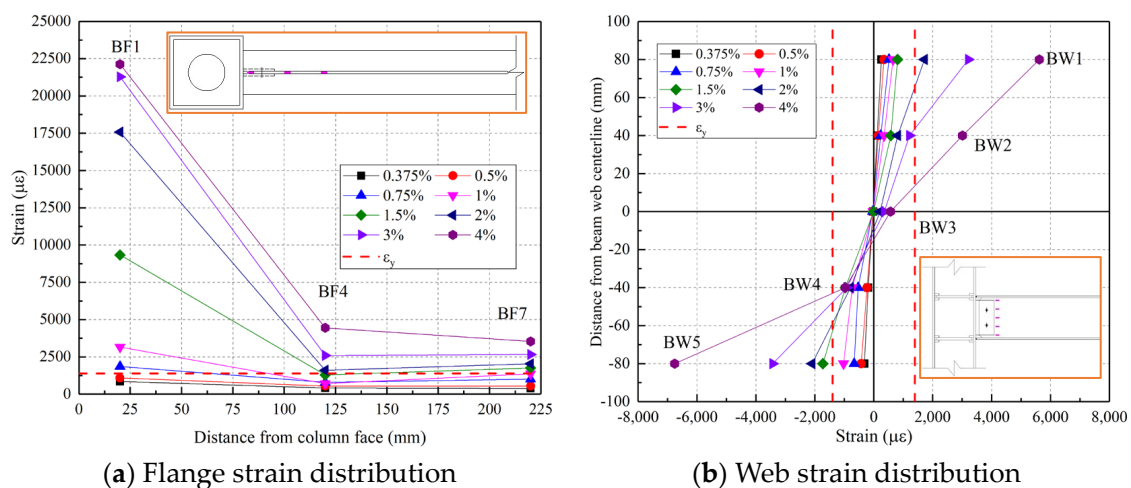 25000
22500
20000
17500
15000
12500
10000
7500
5000
2500
0
Strain (με)
BF1
BF4
BF7
0.375% 0.5%
0.75% 1%
1.5% 2%
3% 4%
εy
0 25 50 75 100 125 150 175 200 225
Distance from column face (mm)
(a) Flange strain distribution
100
80
60
40
20
0
-20
-40
-60
-80
-100
Distance from beam web centerline (mm)
0.375% 0.5%
0.75% 1%
1.5% 2%
3% 4%
εy
BW1
BW2
BW3
BW4
BW5
-8,000 -6,000 -4,000 -2,000 0 2,000 4,000 6,000 8,000
Strain (με)
(b) Web strain distribution